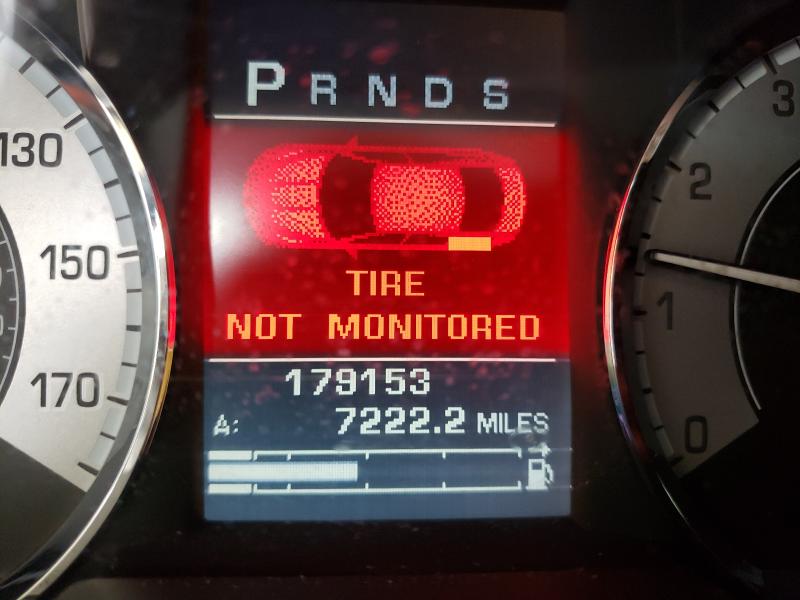 P R N D S
TIRE
NOT MONITORED
179153
A: 7222.2 MILES
130
150
170
3
2
1
0